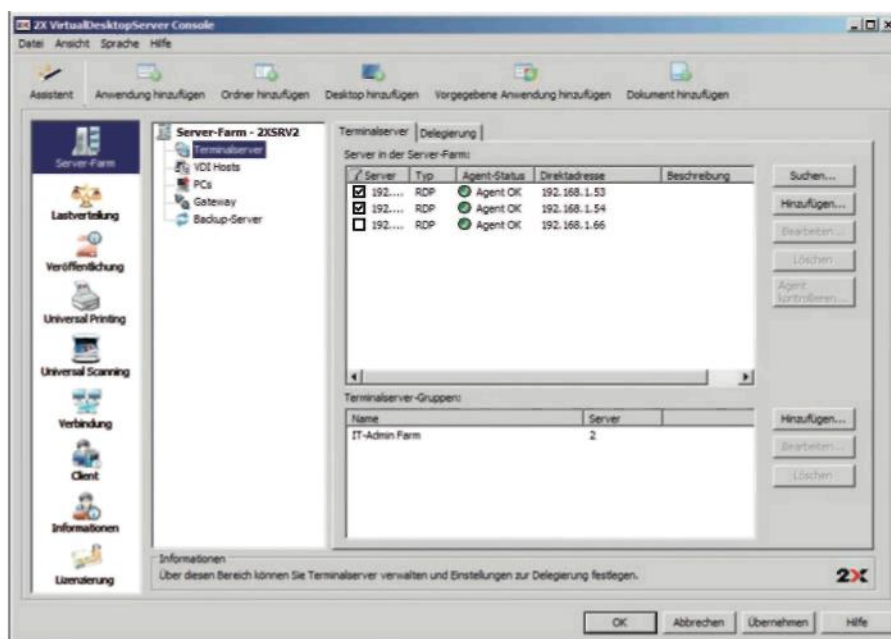 2X VirtualDesktopServer Console
Datei Ansicht Sprache Hilfe
Assistent Anwendung hinzufügen Ordner hinzufügen Desktop hinzufügen Vorgegebene Anwendung hinzufügen Dokument hinzufügen
Server-Farm
Lastverteilung
Veröffentlichung
Universal Printing
Universal Scanning
Verbindung
Client
Informationen
Lizenzierung
Server-Farm - 2XSRV2
Terminalserver
VDI Hosts
PCs
Gateway
Backup-Server
Terminalserver Delegierung
Server in der Server-Farm:
Server Typ Agent-Status Direktadresse Beschreibung
192.... RDP Agent OK 192.168.1.53
192.... RDP Agent OK 192.168.1.54
192.... RDP Agent OK 192.168.1.66
Suchen...
Hinzufügen...
Bearbeiten...
Löschen
Agent kontrollieren...
Terminalserver-Gruppen:
Name Server
IT-Admin Farm 2
Hinzufügen...
Bearbeiten...
Löschen
Informationen
Über diesen Bereich können Sie Terminalserver verwalten und Einstellungen zur Delegierung festlegen.
2X
OK Abbrechen Übernehmen Hilfe